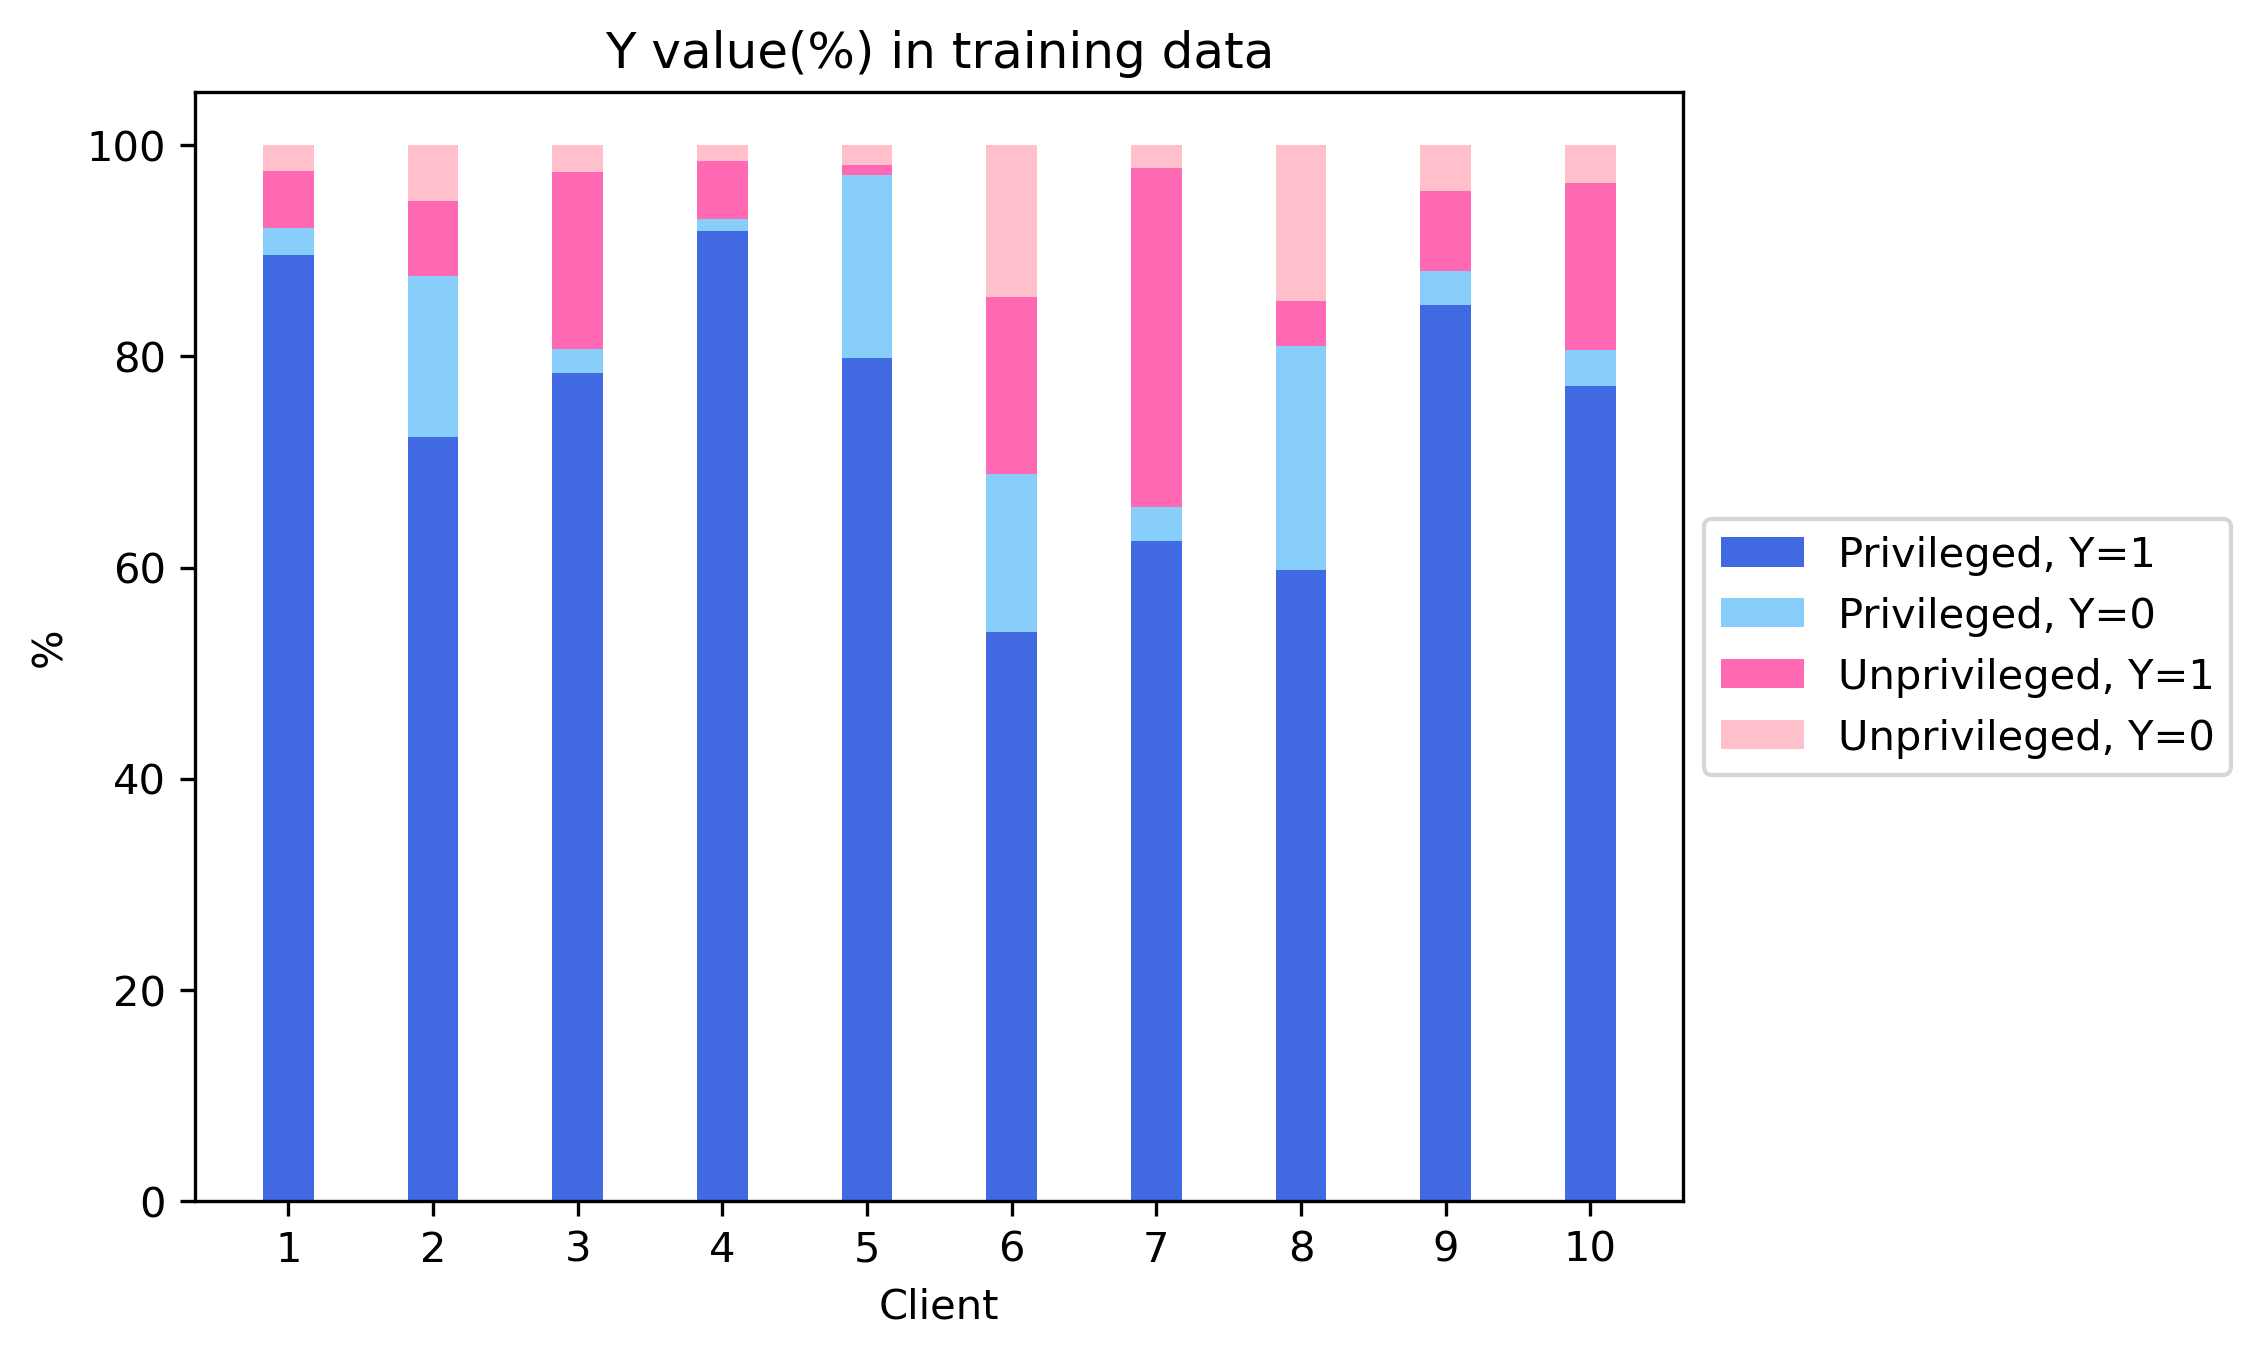 Y value(%) in training data
100
80
60
40
20
0
%
1 2 3 4 5 6 7 8 9 10
Client
Privileged, Y=1
Privileged, Y=0
Unprivileged, Y=1
Unprivileged, Y=0